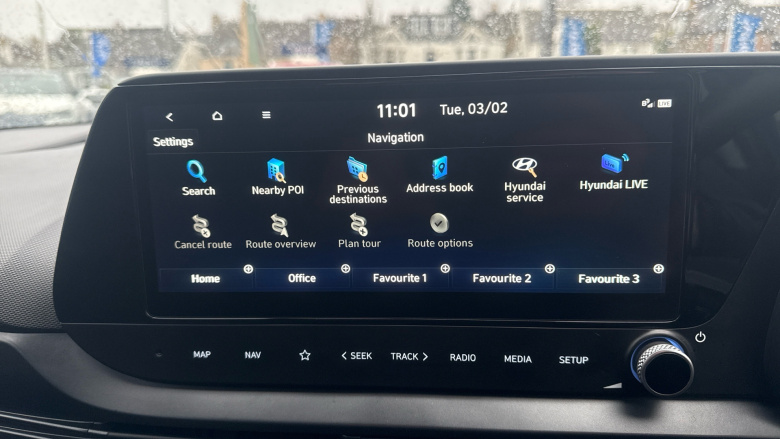 11:01 Tue, 03/02 LIVE
Settings
Navigation
Search Nearby POI Previous destinations Address book Hyundai service Hyundai LIVE
Cancel route Route overview Plan tour Route options
Home Office Favourite 1 Favourite 2 Favourite 3
MAP NAV SEEK TRACK RADIO MEDIA SETUP